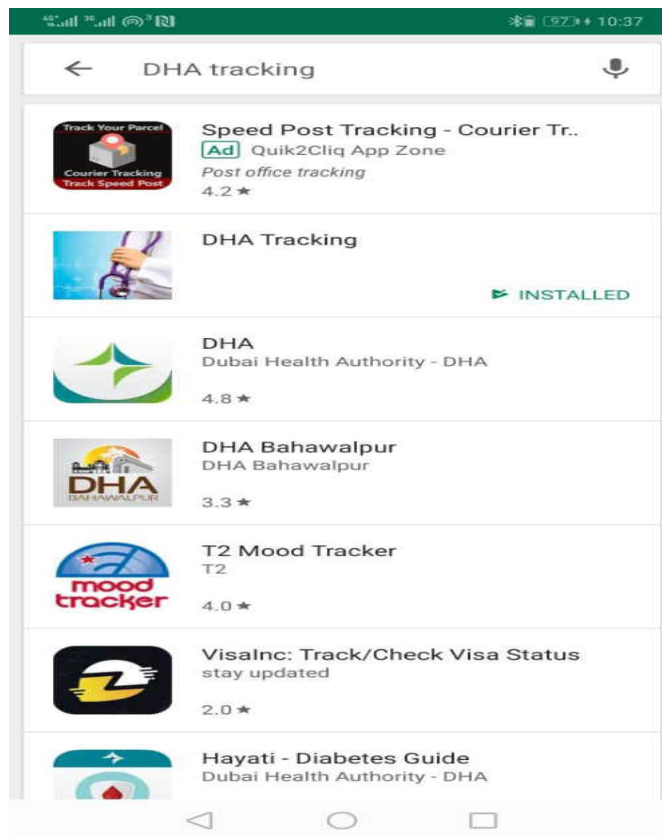 97 10:37
DHA tracking
Track Your Parcel
Courier Tracking
Track Speed Post
Speed Post Tracking - Courier Tr..
Ad Quik2Cliq App Zone
Post office tracking
4.2 ★
DHA Tracking
INSTALLED
DHA
Dubai Health Authority - DHA
4.8 ★
DHA
BAHAWALPUR
DHA Bahawalpur
DHA Bahawalpur
3.3 ★
mood
tracker
T2 Mood Tracker
T2
4.0 ★
VisaInc: Track/Check Visa Status
stay updated
2.0 ★
Hayati - Diabetes Guide
Dubai Health Authority - DHA